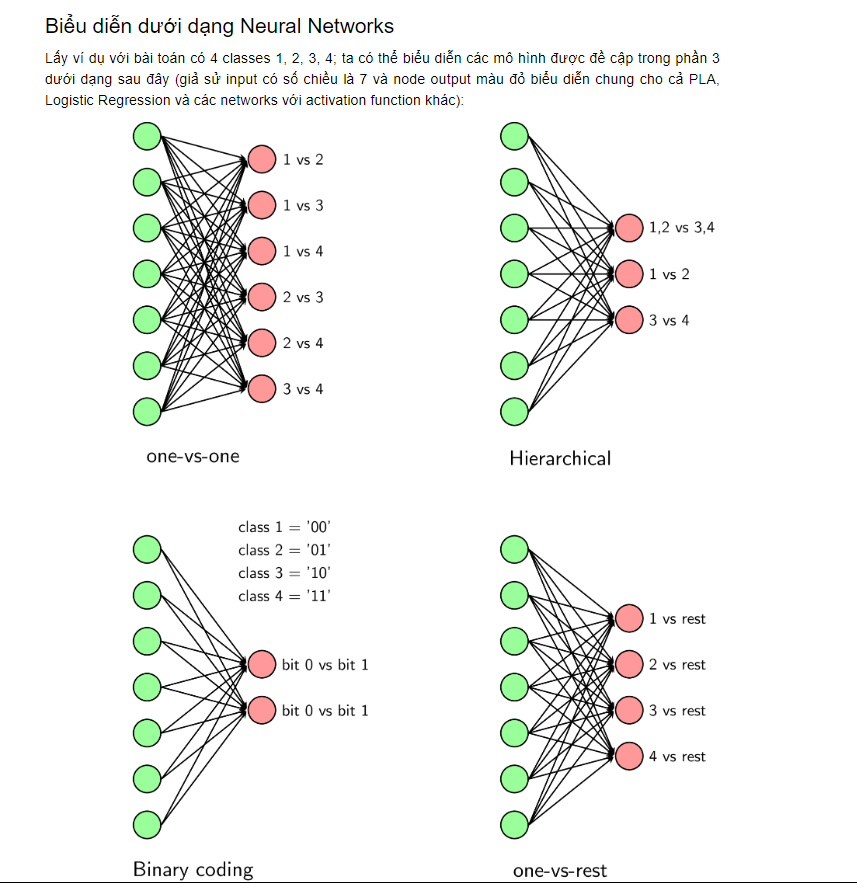 Biểu diễn dưới dạng Neural Networks
Lấy ví dụ với bài toán có 4 classes 1, 2, 3, 4; ta có thể biểu diễn các mô hình được đề cập trong phần 3
dưới dạng sau đây (giả sử input có số chiều là 7 và node output màu đỏ biểu diễn chung cho cả PLA,
Logistic Regression và các networks với activation function khác):
1 vs 2
1 vs 3
1 vs 4
2 vs 3
2 vs 4
3 vs 4
one-vs-one
1,2 vs 3,4
1 vs 2
3 vs 4
Hierarchical
class 1 = '00'
class 2 = '01'
class 3 = '10'
class 4 = '11'
bit 0 vs bit 1
bit 0 vs bit 1
Binary coding
1 vs rest
2 vs rest
3 vs rest
4 vs rest
one-vs-rest